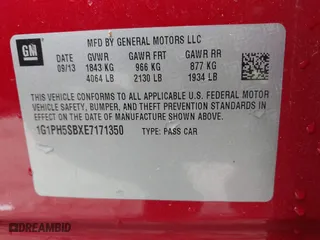 GM
DATE GVWR GAWR FRT GAWR RR
MFD BY GENERAL MOTORS LLC
09/13 1843 KG 966 KG 877 KG
4064 LB 2130 LB 1934 LB
THIS VEHICLE CONFORMS TO ALL APPLICABLE U.S. FEDERAL MOTOR
VEHICLE SAFETY, BUMPER, AND THEFT PREVENTION STANDARDS
IN EFFECT ON THE DATE OF MANUFACTURE SHOWN ABOVE.
1G1PH5SBXE7171350 TYPE: PASS CAR
DREAMBID